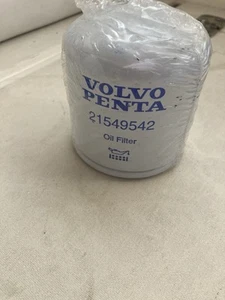 VOLVO
PENTA
21549542
Oil Filter